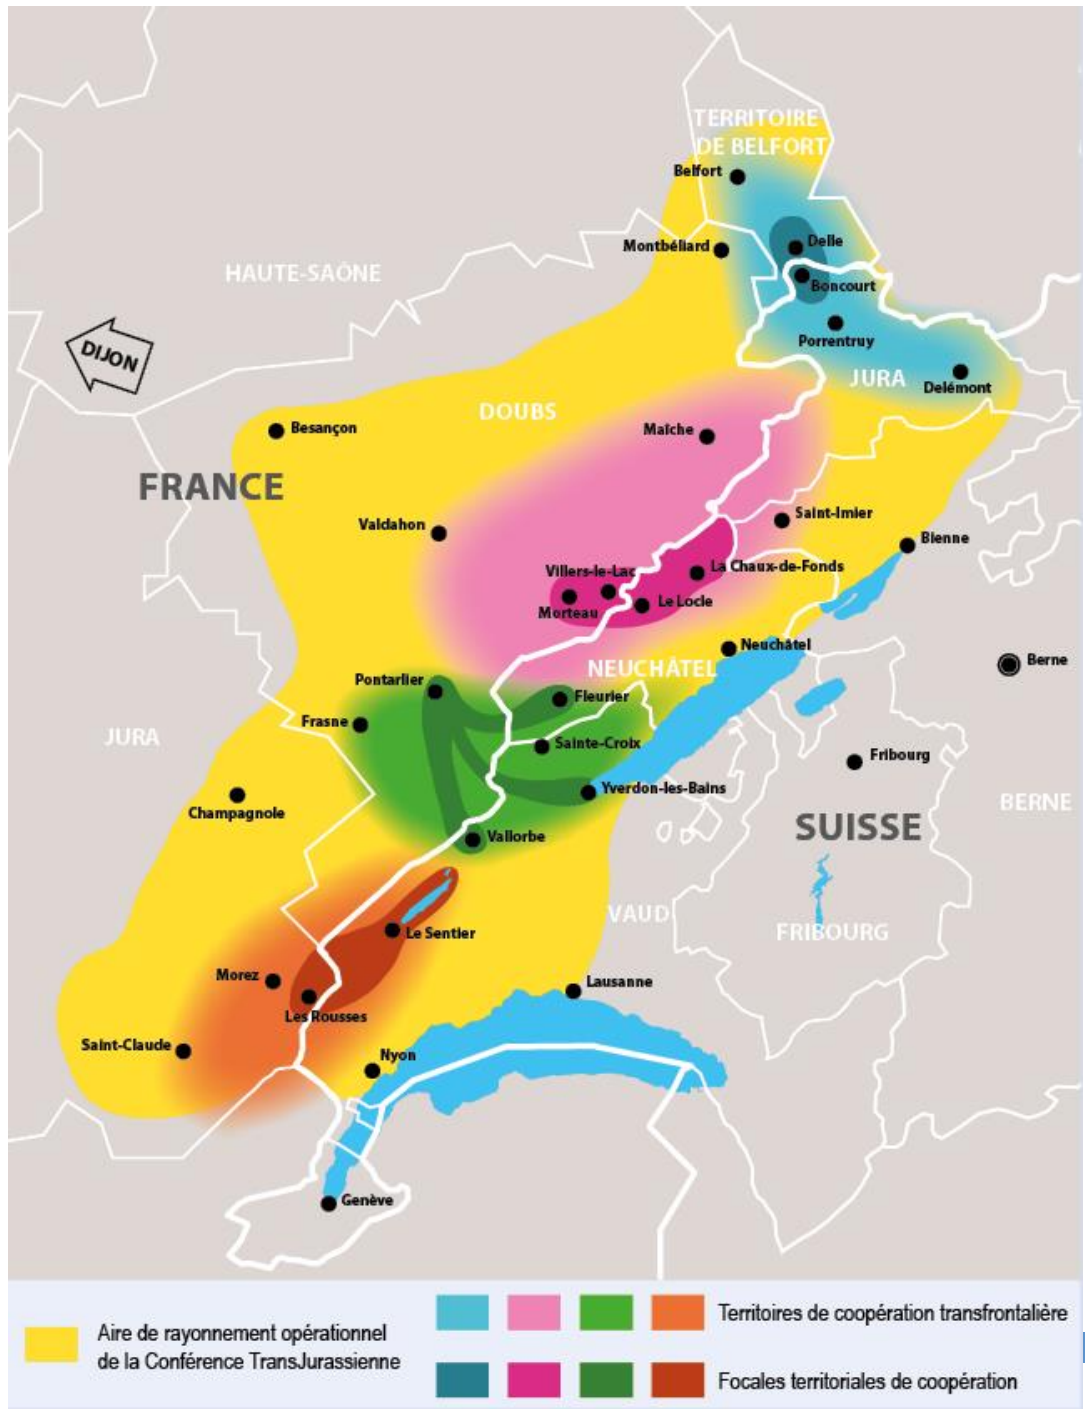 TERRITOIRE
DE BELFORT
Belfort
Montbéliard
Delle
HAUTE-SAÔNE
Boncourt
Porrentruy
DIJON
JURA
Delémont
DOUBS
Maîche
Besançon
FRANCE
Valdahon
Saint-Imier
Bienne
Villers-le-Lac
La Chaux-de-Fonds
Morteau
Le Locle
Neuchâtel
NEUCHÂTEL
Berne
Pontarlier
Fleurier
Frasne
JURA
Sainte-Croix
Fribourg
Yverdon-les-Bains
BERNE
Champagnole
SUISSE
Vallorbe
VAUD
FRIBOURG
Le Sentier
Morez
Lausanne
Les Rousses
Saint-Claude
Nyon
Genève
Aire de rayonnement opérationnel
de la Conférence TransJurassienne
Territoires de coopération transfrontalière
Focales territoriales de coopération